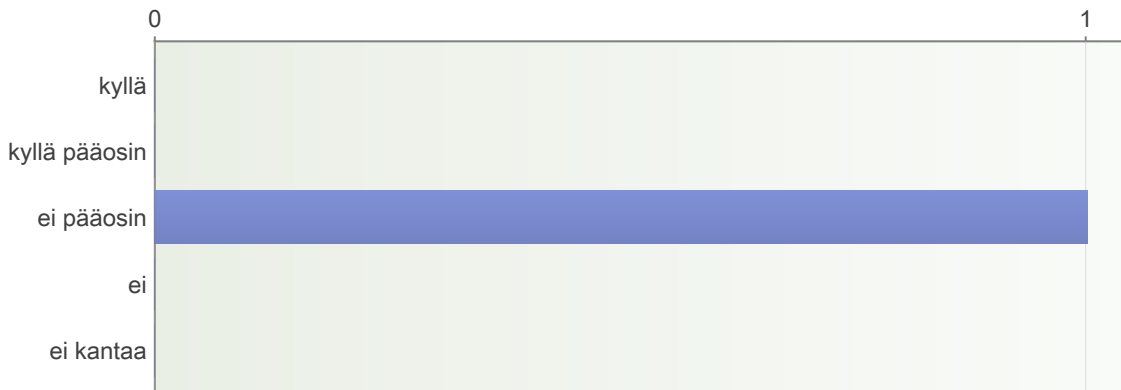 0 1
kyllä
kyllä pääosin
ei pääosin
ei
ei kantaa